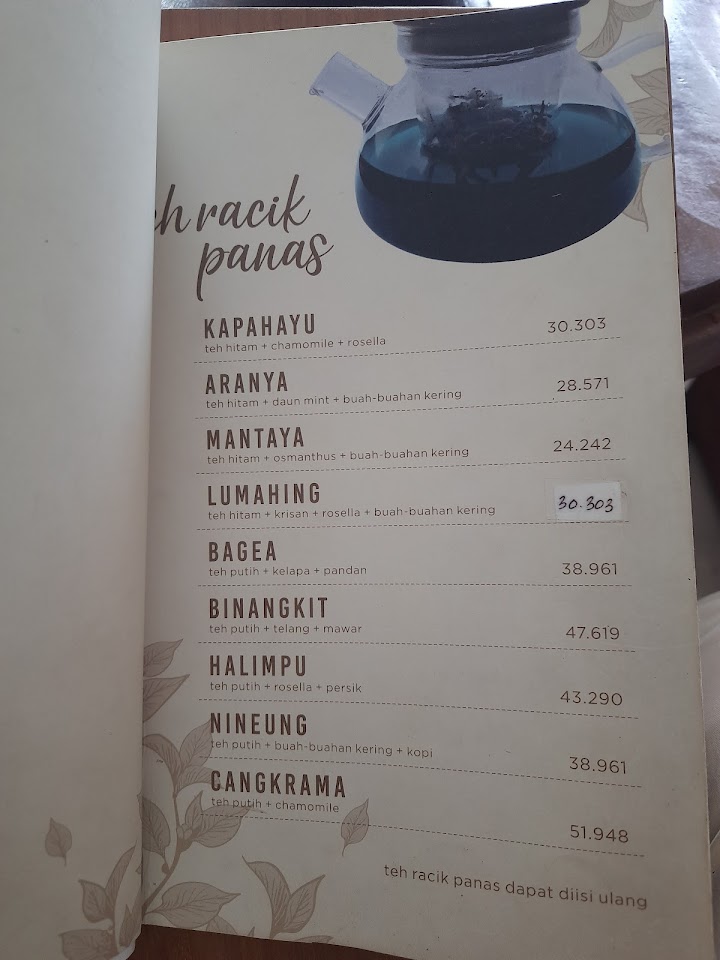 teh racik
panas
KAPAHAYU
30.303
teh hitam + chamomile + rosella
ARANYA
28.571
teh hitam + daun mint + buah-buahan kering
MANTAYA
24.242
teh hitam + osmanthus + buah-buahan kering
LUMAHING
30.303
teh hitam + krisan + rosella + buah-buahan kering
BAGEA
38.961
teh putih + kelapa + pandan
BINANGKIT
47.619
teh putih + telang + mawar
HALIMPU
43.290
teh putih + rosella + persik
NINEUNG
38.961
teh putih + buah-buahan kering + kopi
CANGKRAMA
51.948
teh putih + chamomile
teh racik panas dapat diisi ulang